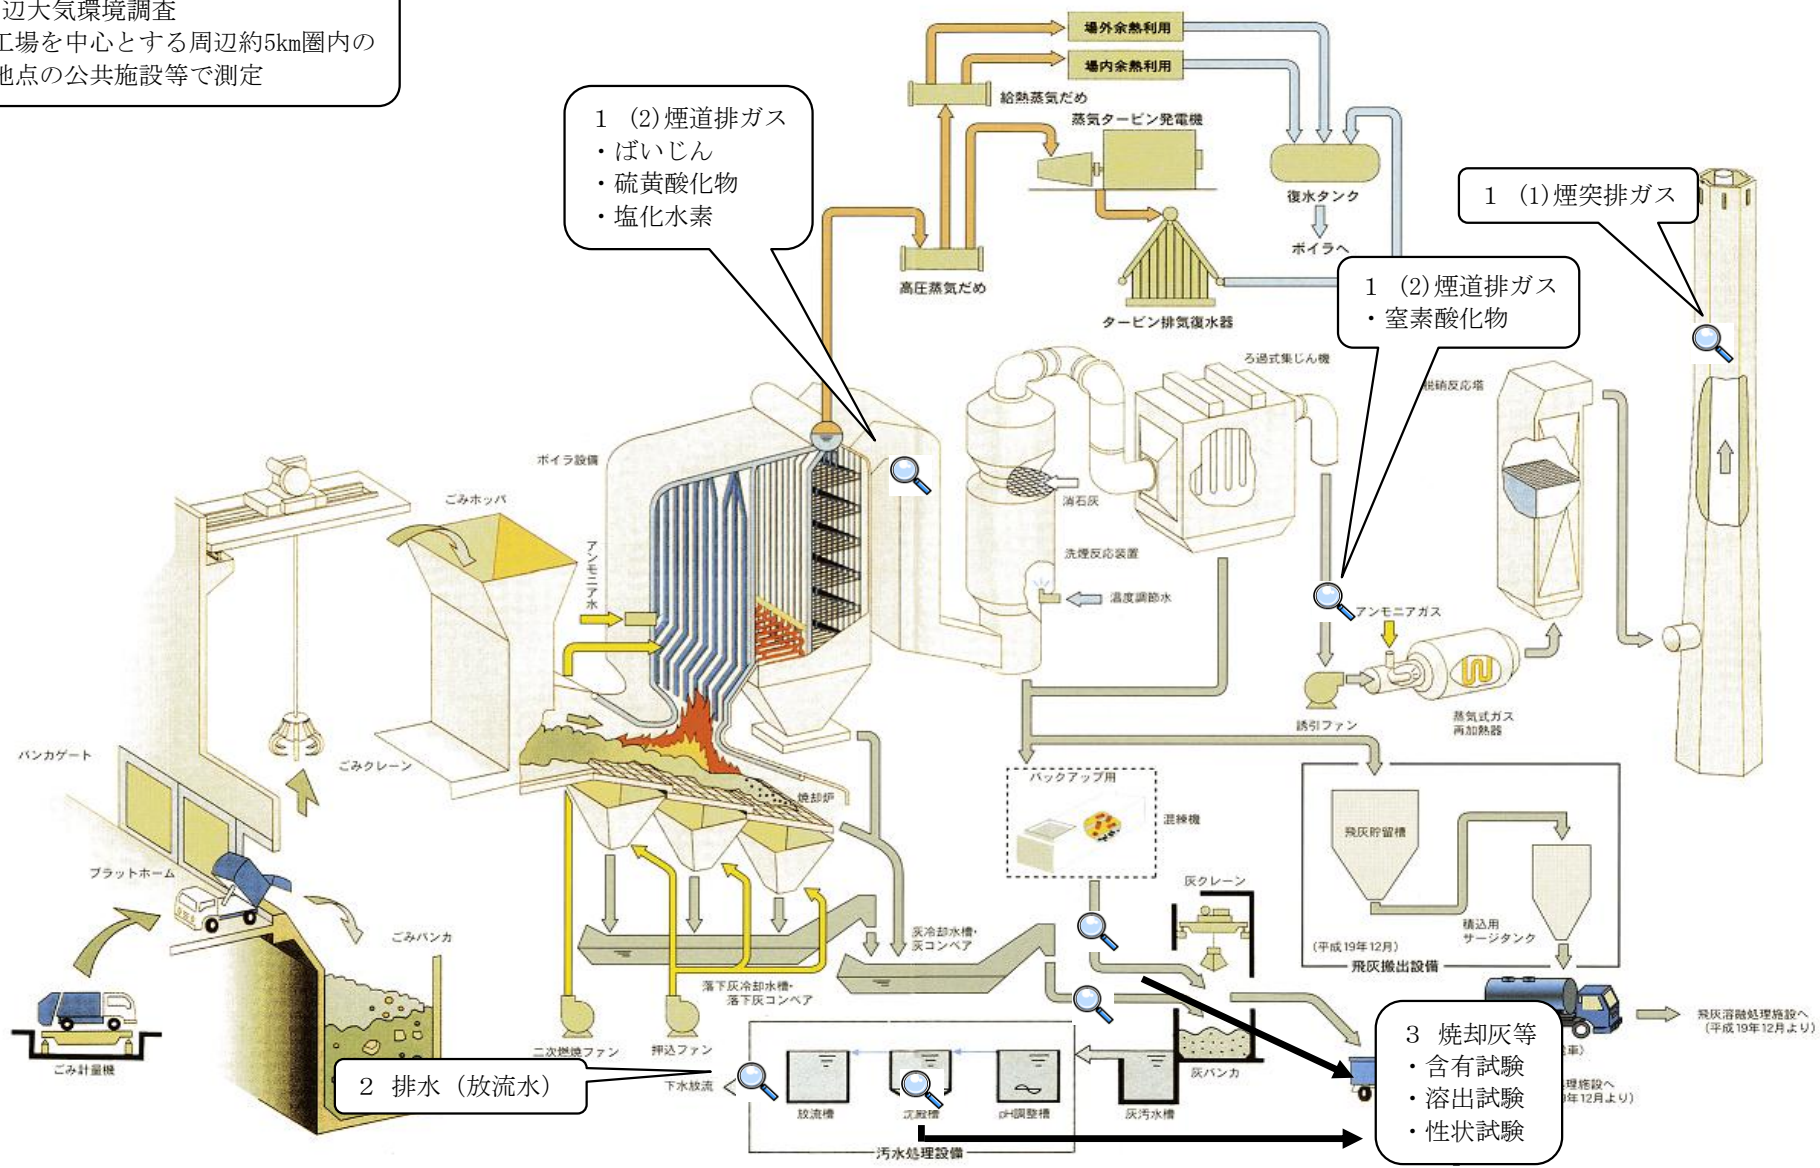 辺大気環境調査
工場を中心とする周辺約5km圏内の
地点の公共施設等で測定
場外余熱利用
場内余熱利用
給熱蒸気だめ
蒸気タービン発電機
復水タンク
ボイラへ
高圧蒸気だめ
タービン排気復水器
1 (2)煙道排ガス
・ばいじん
・硫黄酸化物
・塩化水素
1 (1)煙突排ガス
1 (2)煙道排ガス
・窒素酸化物
ろ過式集じん機
脱硝反応塔
ボイラ設備
ごみホッパ
アンモニア水
消石灰
洗煙反応装置
温度調節水
アンモニアガス
誘引ファン
蒸気式ガス
再加熱器
バンカゲート
ごみクレーン
焼却炉
バックアップ用
混練機
飛灰貯留槽
プラットホーム
灰クレーン
ごみバンカ
灰冷却水槽・
灰コンベア
積込用
サージタンク
(平成19年12月)
飛灰搬出設備
落下灰冷却水槽・
落下灰コンベア
飛灰溶融処理施設へ
(平成19年12月より)
ごみ計量機
二次燃焼ファン
押込ファン
灰バンカ
2 排水(放流水)
下水放流
放流槽
沈殿槽
pH調整槽
灰汚水槽
汚水処理設備
3 焼却灰等
・含有試験
・溶出試験
・性状試験
車)
処理施設へ
年12月より)